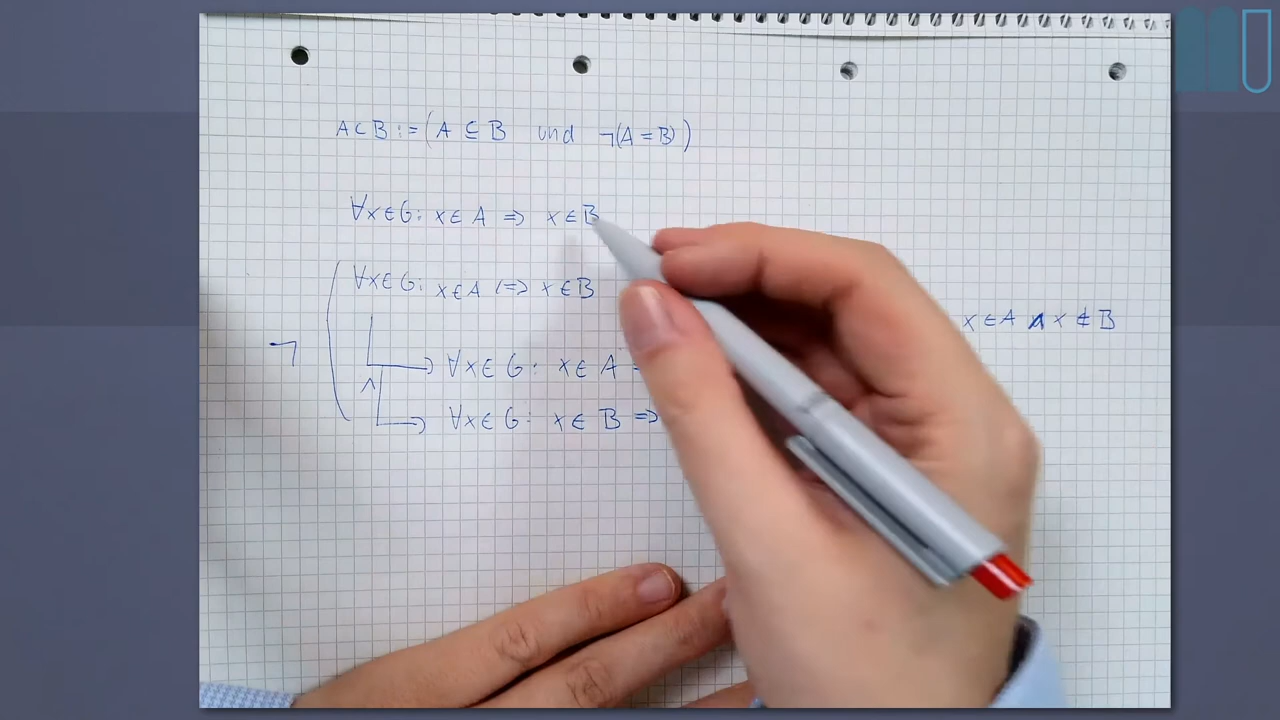 A ⊂ B := (A ⊆ B und ¬(A = B))
∀x∈G: x∈A ⇒ x∈B
∀x∈G: x∈A ⇔ x∈B
x∈A ∧ x∉B
¬
∀x∈G: x∈A =
∧
∀x∈G: x∈B ⇒